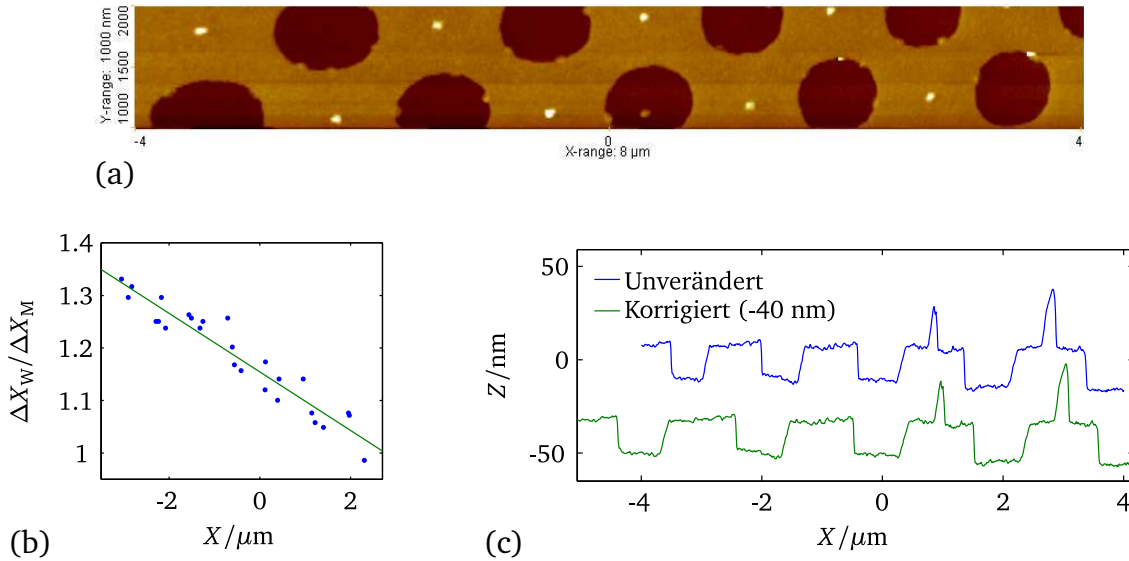 Y-range: 1000 nm
1000 1500 2000
-4 0 4
X-range: 8 µm
(a)
1.4
1.3
1.2
1.1
1
ΔX_W/ΔX_M
-2 0 2
X/µm
(b)
50
0
-50
Z/nm
Unverändert
Korrigiert (-40 nm)
-4 -2 0 2 4
X/µm
(c)